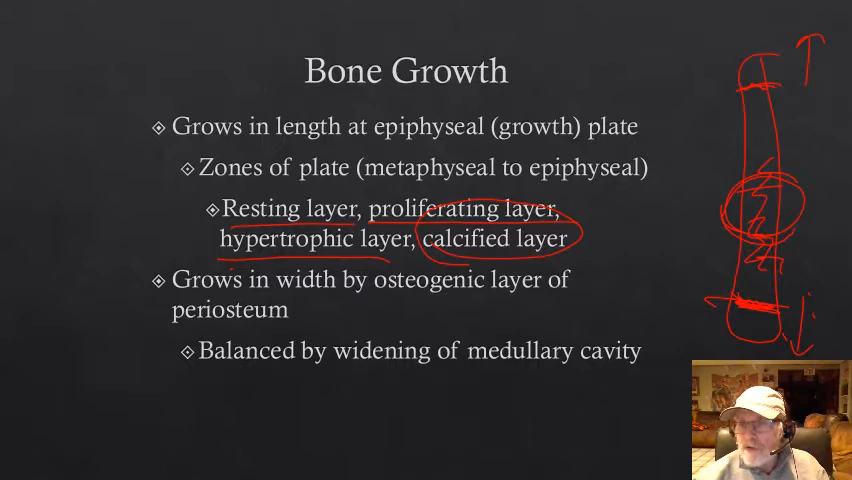 Bone Growth
Grows in length at epiphyseal (growth) plate
Zones of plate (metaphyseal to epiphyseal)
Resting layer, proliferating layer,
hypertrophic layer, calcified layer
Grows in width by osteogenic layer of
periosteum
Balanced by widening of medullary cavity